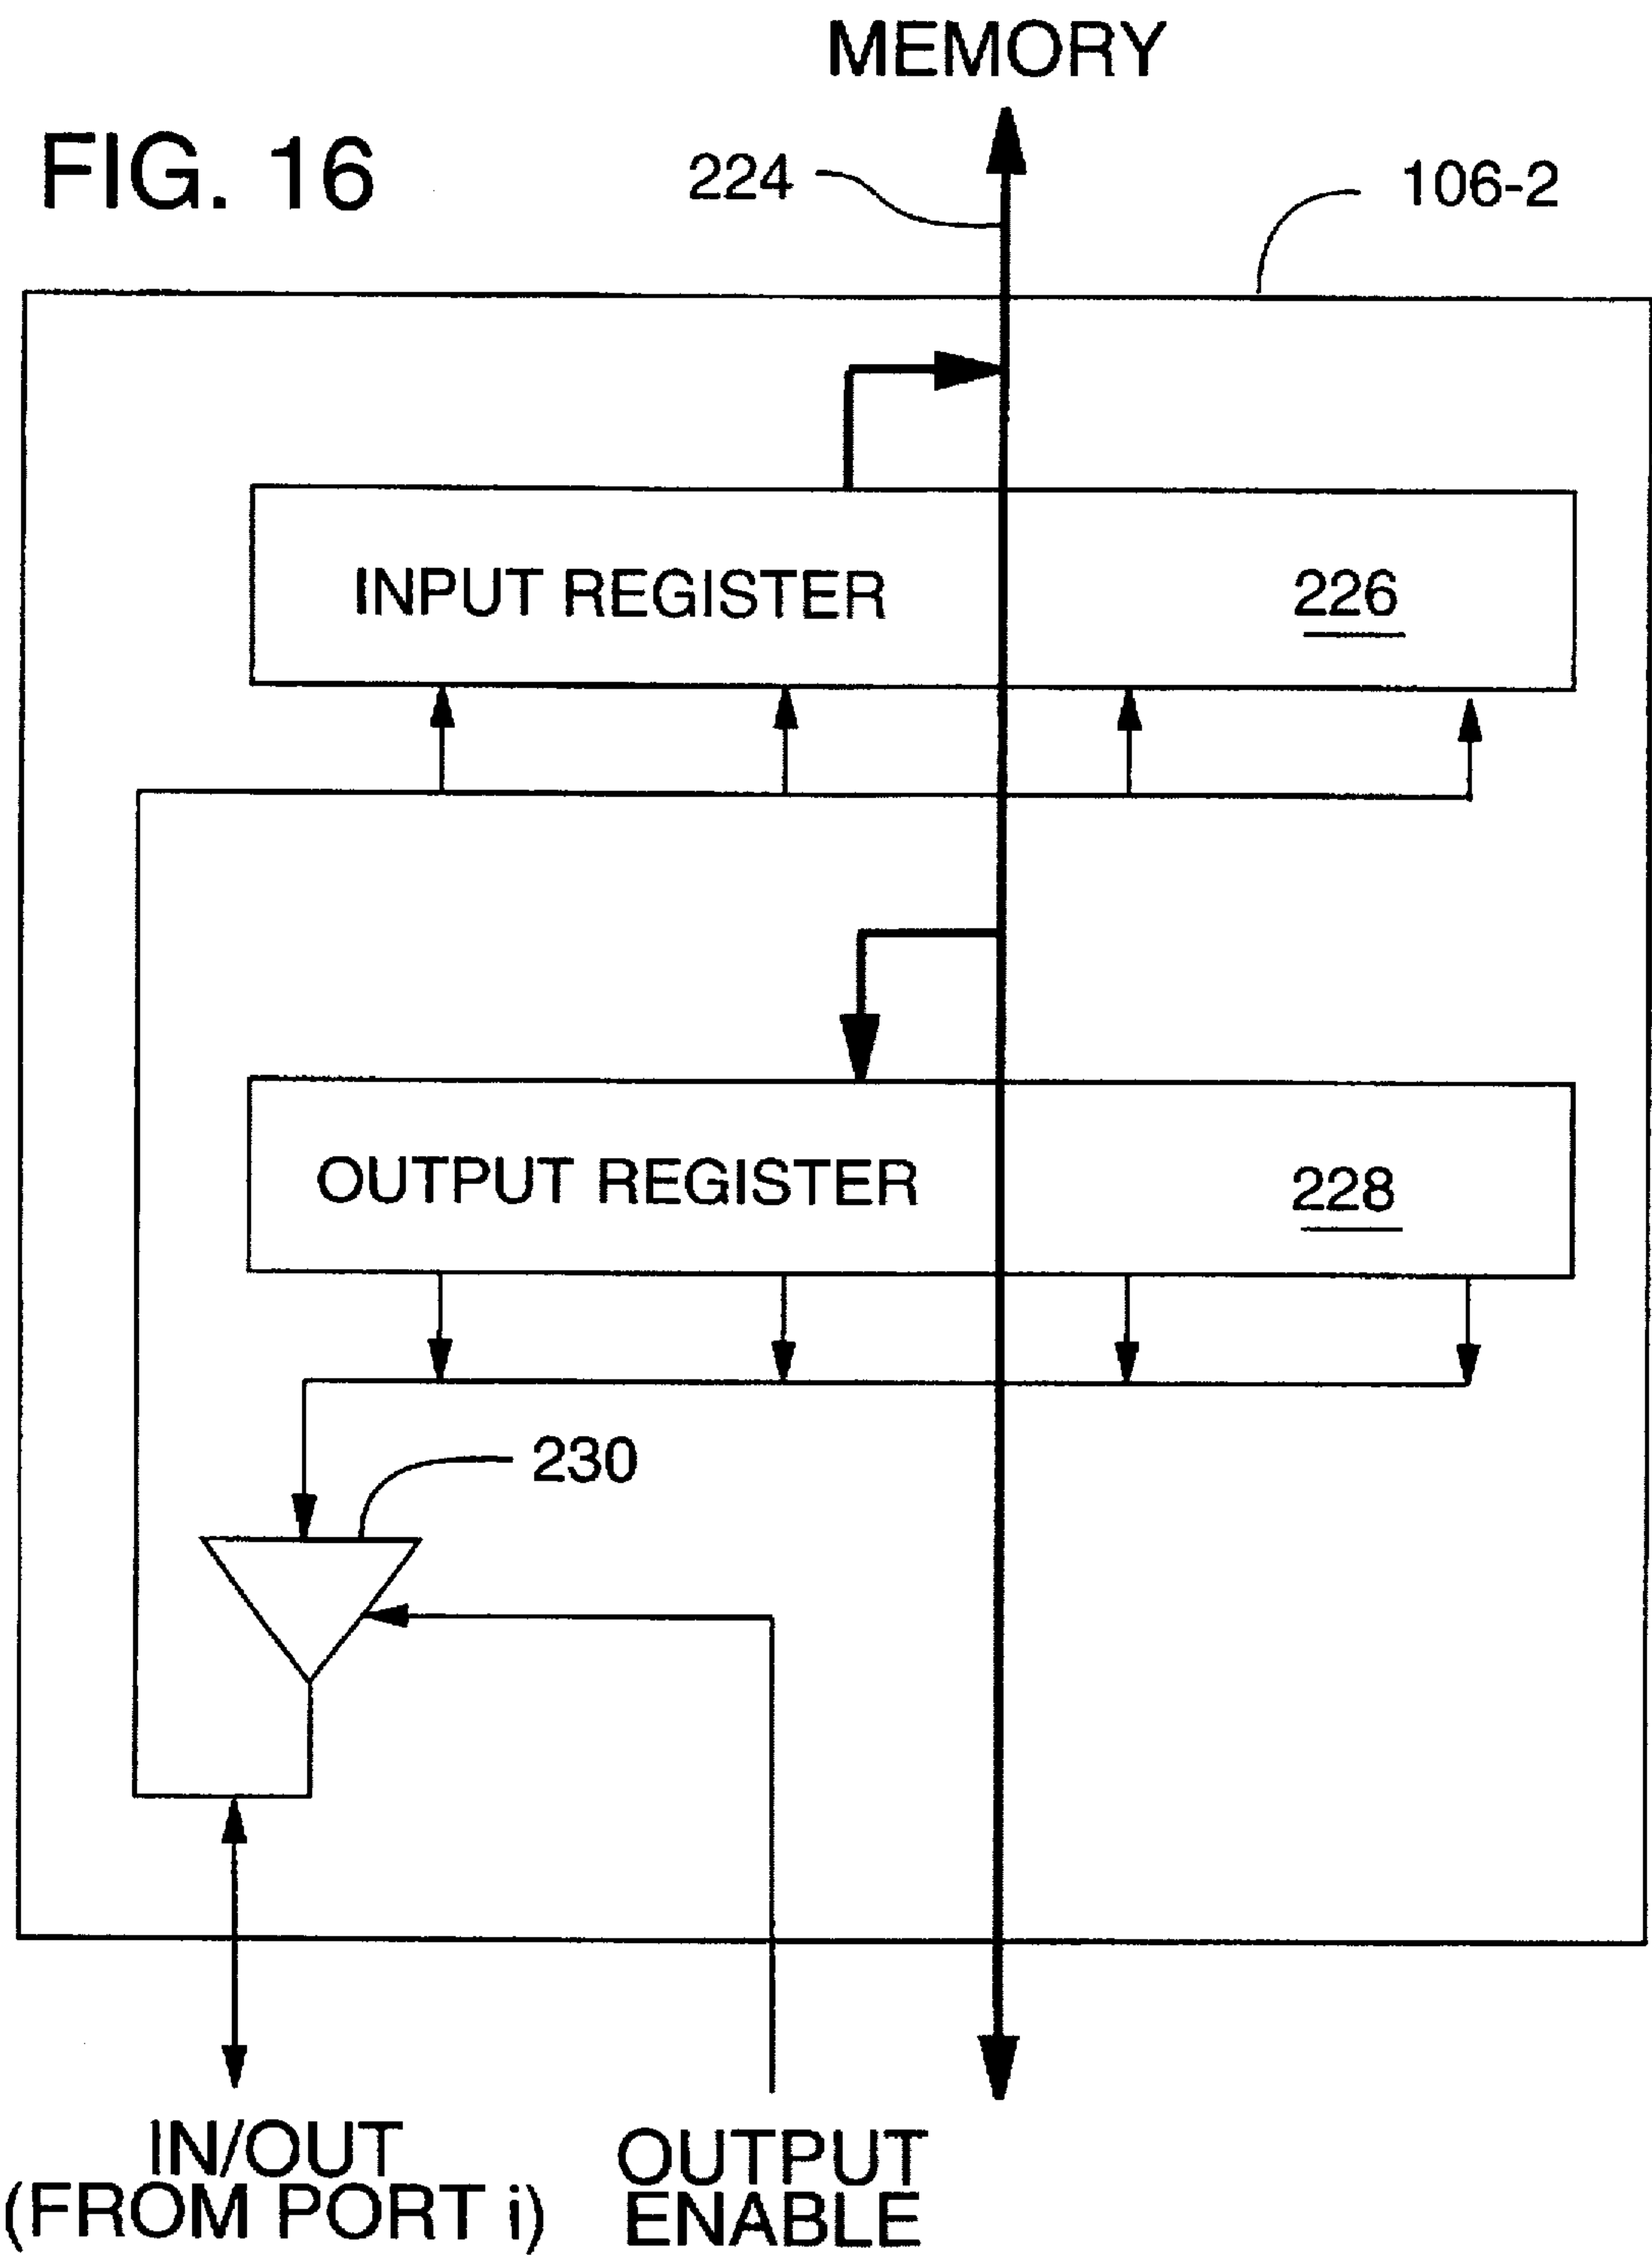 MEMORY
FIG. 16
224
106-2
INPUT REGISTER 226
OUTPUT REGISTER 228
230
IN/OUT
(FROM PORT i)
OUTPUT
ENABLE